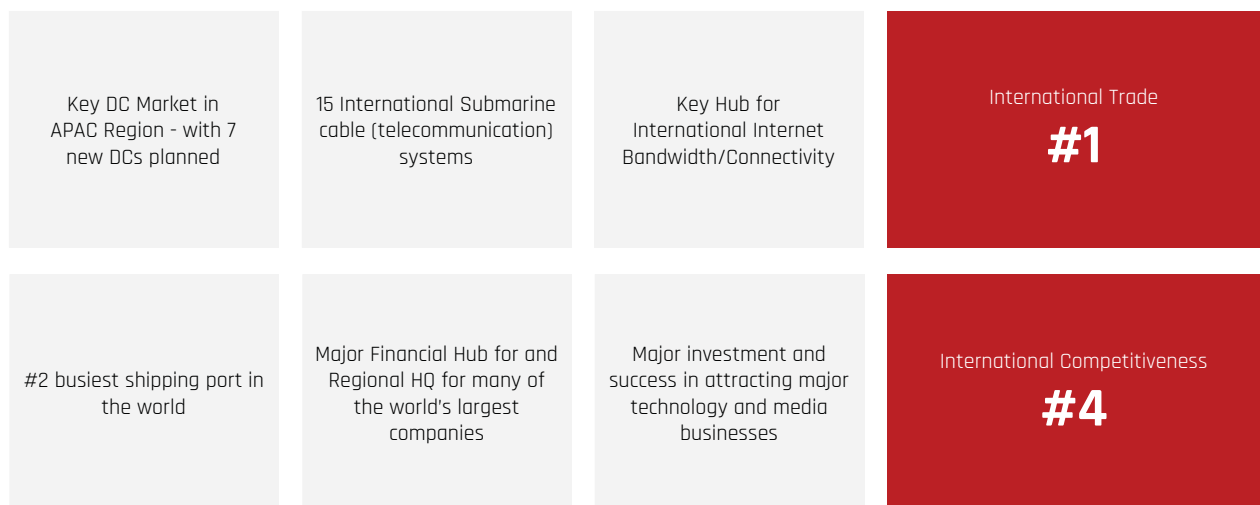 Key DC Market in
APAC Region - with 7
new DCs planned
15 International Submarine
cable (telecommunication)
systems
Key Hub for
International Internet
Bandwidth/Connectivity
International Trade
#1
#2 busiest shipping port in
the world
Major Financial Hub for and
Regional HQ for many of
the world's largest
companies
Major investment and
success in attracting major
technology and media
businesses
International Competitiveness
#4